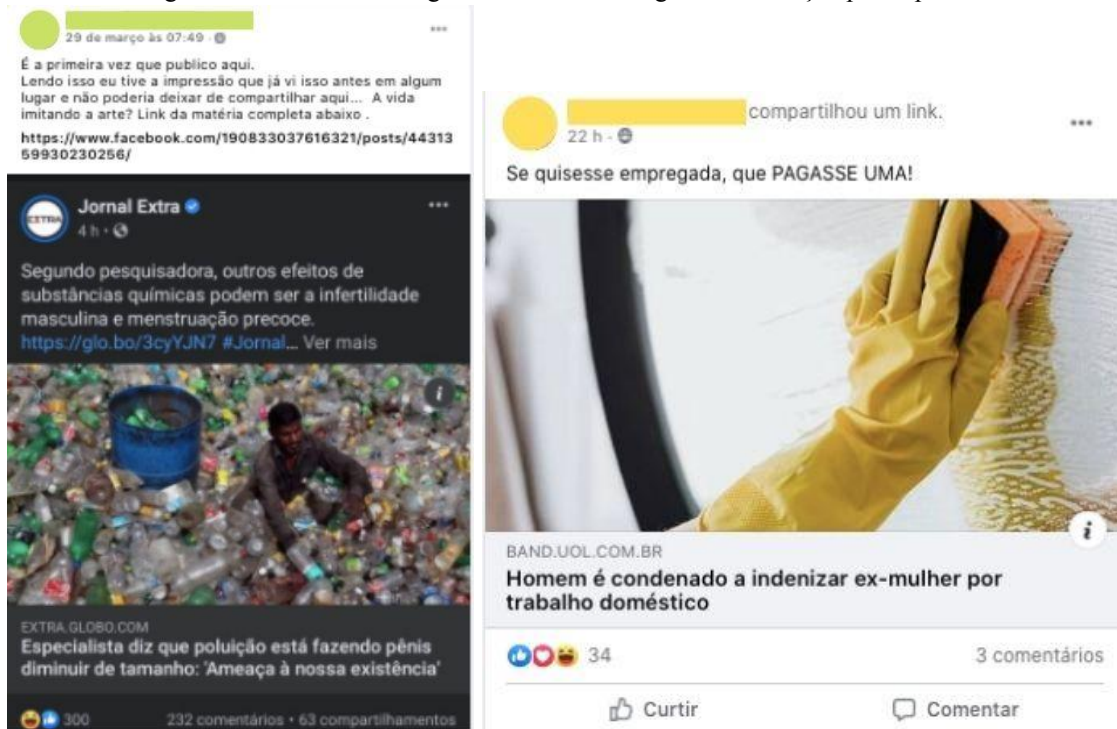 29 de março às 07:49
É a primeira vez que publico aqui.
Lendo isso eu tive a impressão que já vi isso antes em algum
lugar e não poderia deixar de compartilhar aqui... A vida
imitando a arte? Link da matéria completa abaixo .
https://www.facebook.com/190833037616321/posts/44313
59930230256/
EXTRA
Jornal Extra
4 h
Segundo pesquisadora, outros efeitos de
substâncias químicas podem ser a infertilidade
masculina e menstruação precoce.
https://glo.bo/3cyYJN7 #Jornal... Ver mais
EXTRA.GLOBO.COM
Especialista diz que poluição está fazendo pênis
diminuir de tamanho: 'Ameaça à nossa existência'
300
232 comentários • 63 compartilhamentos
compartilhou um link.
22 h
Se quisesse empregada, que PAGASSE UMA!
BAND.UOL.COM.BR
Homem é condenado a indenizar ex-mulher por
trabalho doméstico
34
3 comentários
Curtir
Comentar